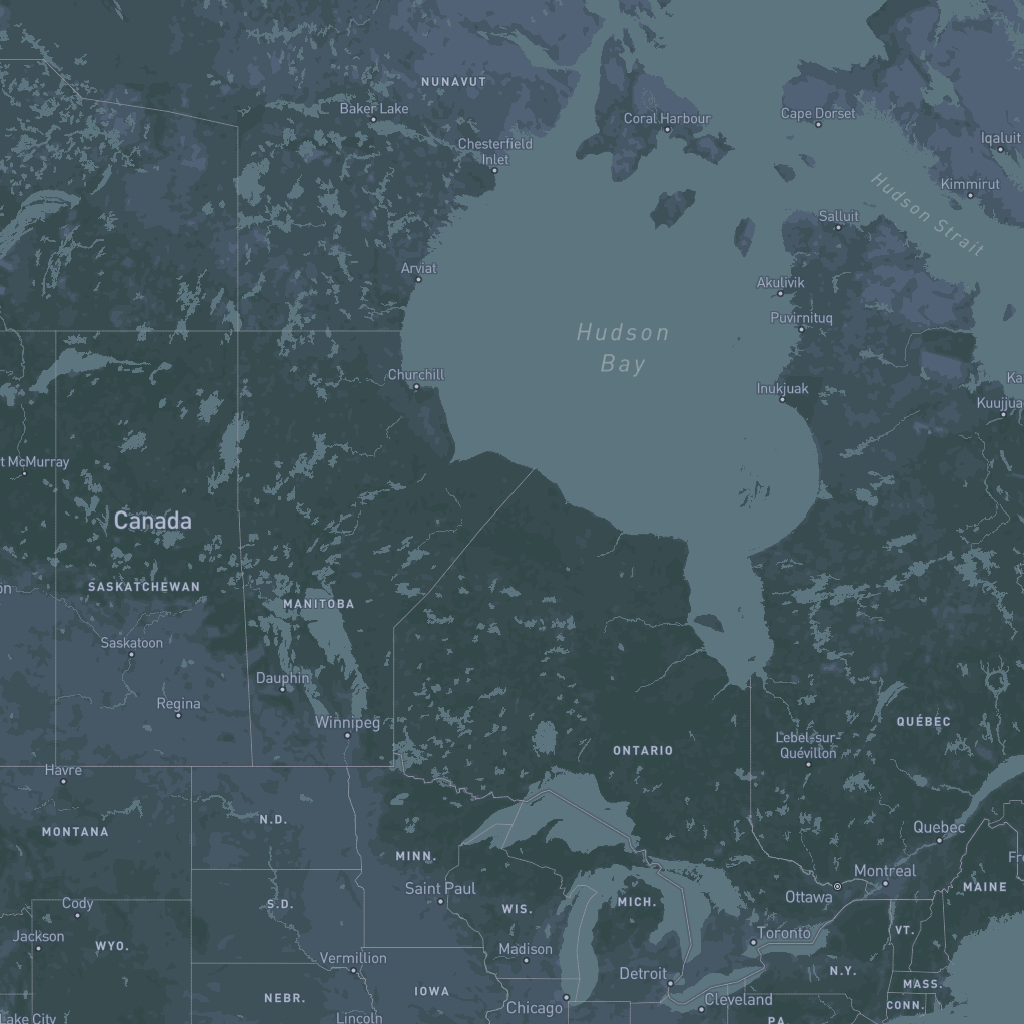 NUNAVUT
Baker Lake
Coral Harbour
Cape Dorset
Chesterfield
Inlet
Iqaluit
Kimmirut
Hudson Strait
Salluit
Arviat
Akulivik
Puvirnituq
Hudson
Bay
Churchill
Inukjuak
Ka
Kuujjua
t McMurray
Canada
SASKATCHEWAN
on
MANITOBA
Saskatoon
Dauphin
Regina
Winnipeg
QUÉBEC
Lebel-sur-
Quévillon
ONTARIO
Havre
MONTANA
N.D.
Quebec
MINN.
Fr
Montreal
Saint Paul
MAINE
Ottawa
Cody
S.D.
WIS.
MICH.
VT.
Jackson
WYO.
Toronto
Madison
Vermillion
Detroit
N.Y.
MASS.
NEBR.
IOWA
Chicago
Cleveland
CONN.
Lake City
Lincoln
PA